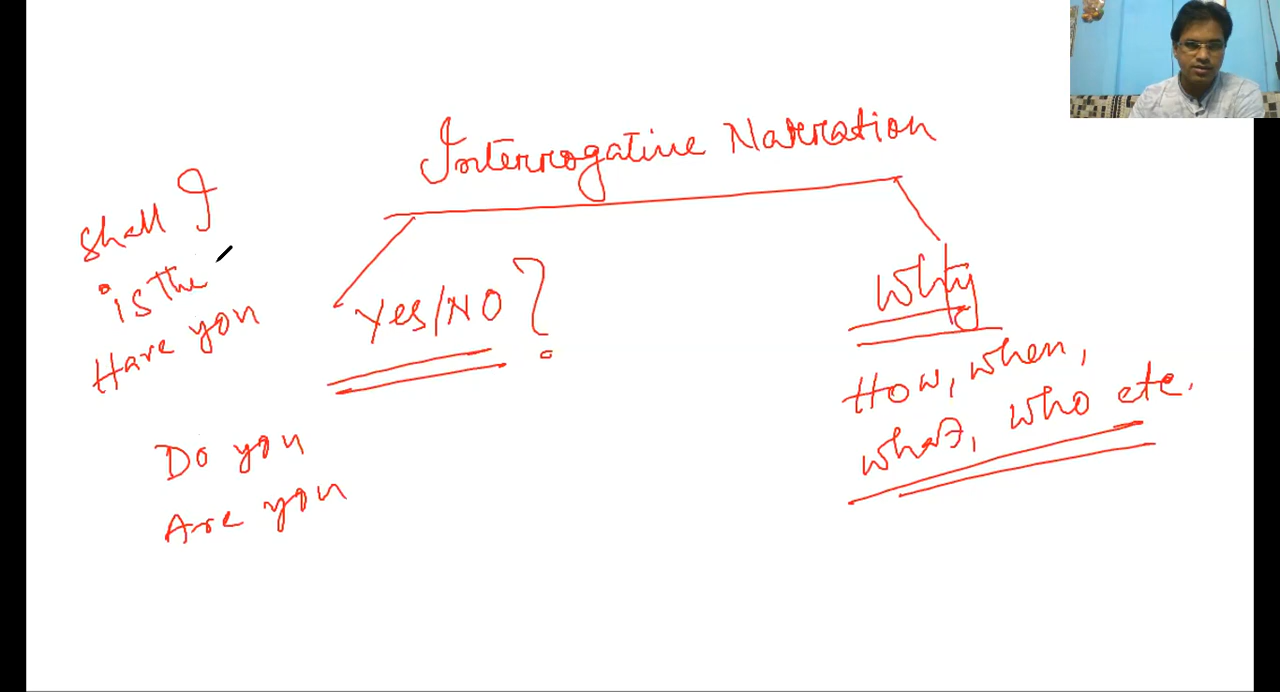 Interrogative Narration
Shall I
is the
Have you
Yes/NO?
Do you
Are you
Why
How, when,
what, who etc.